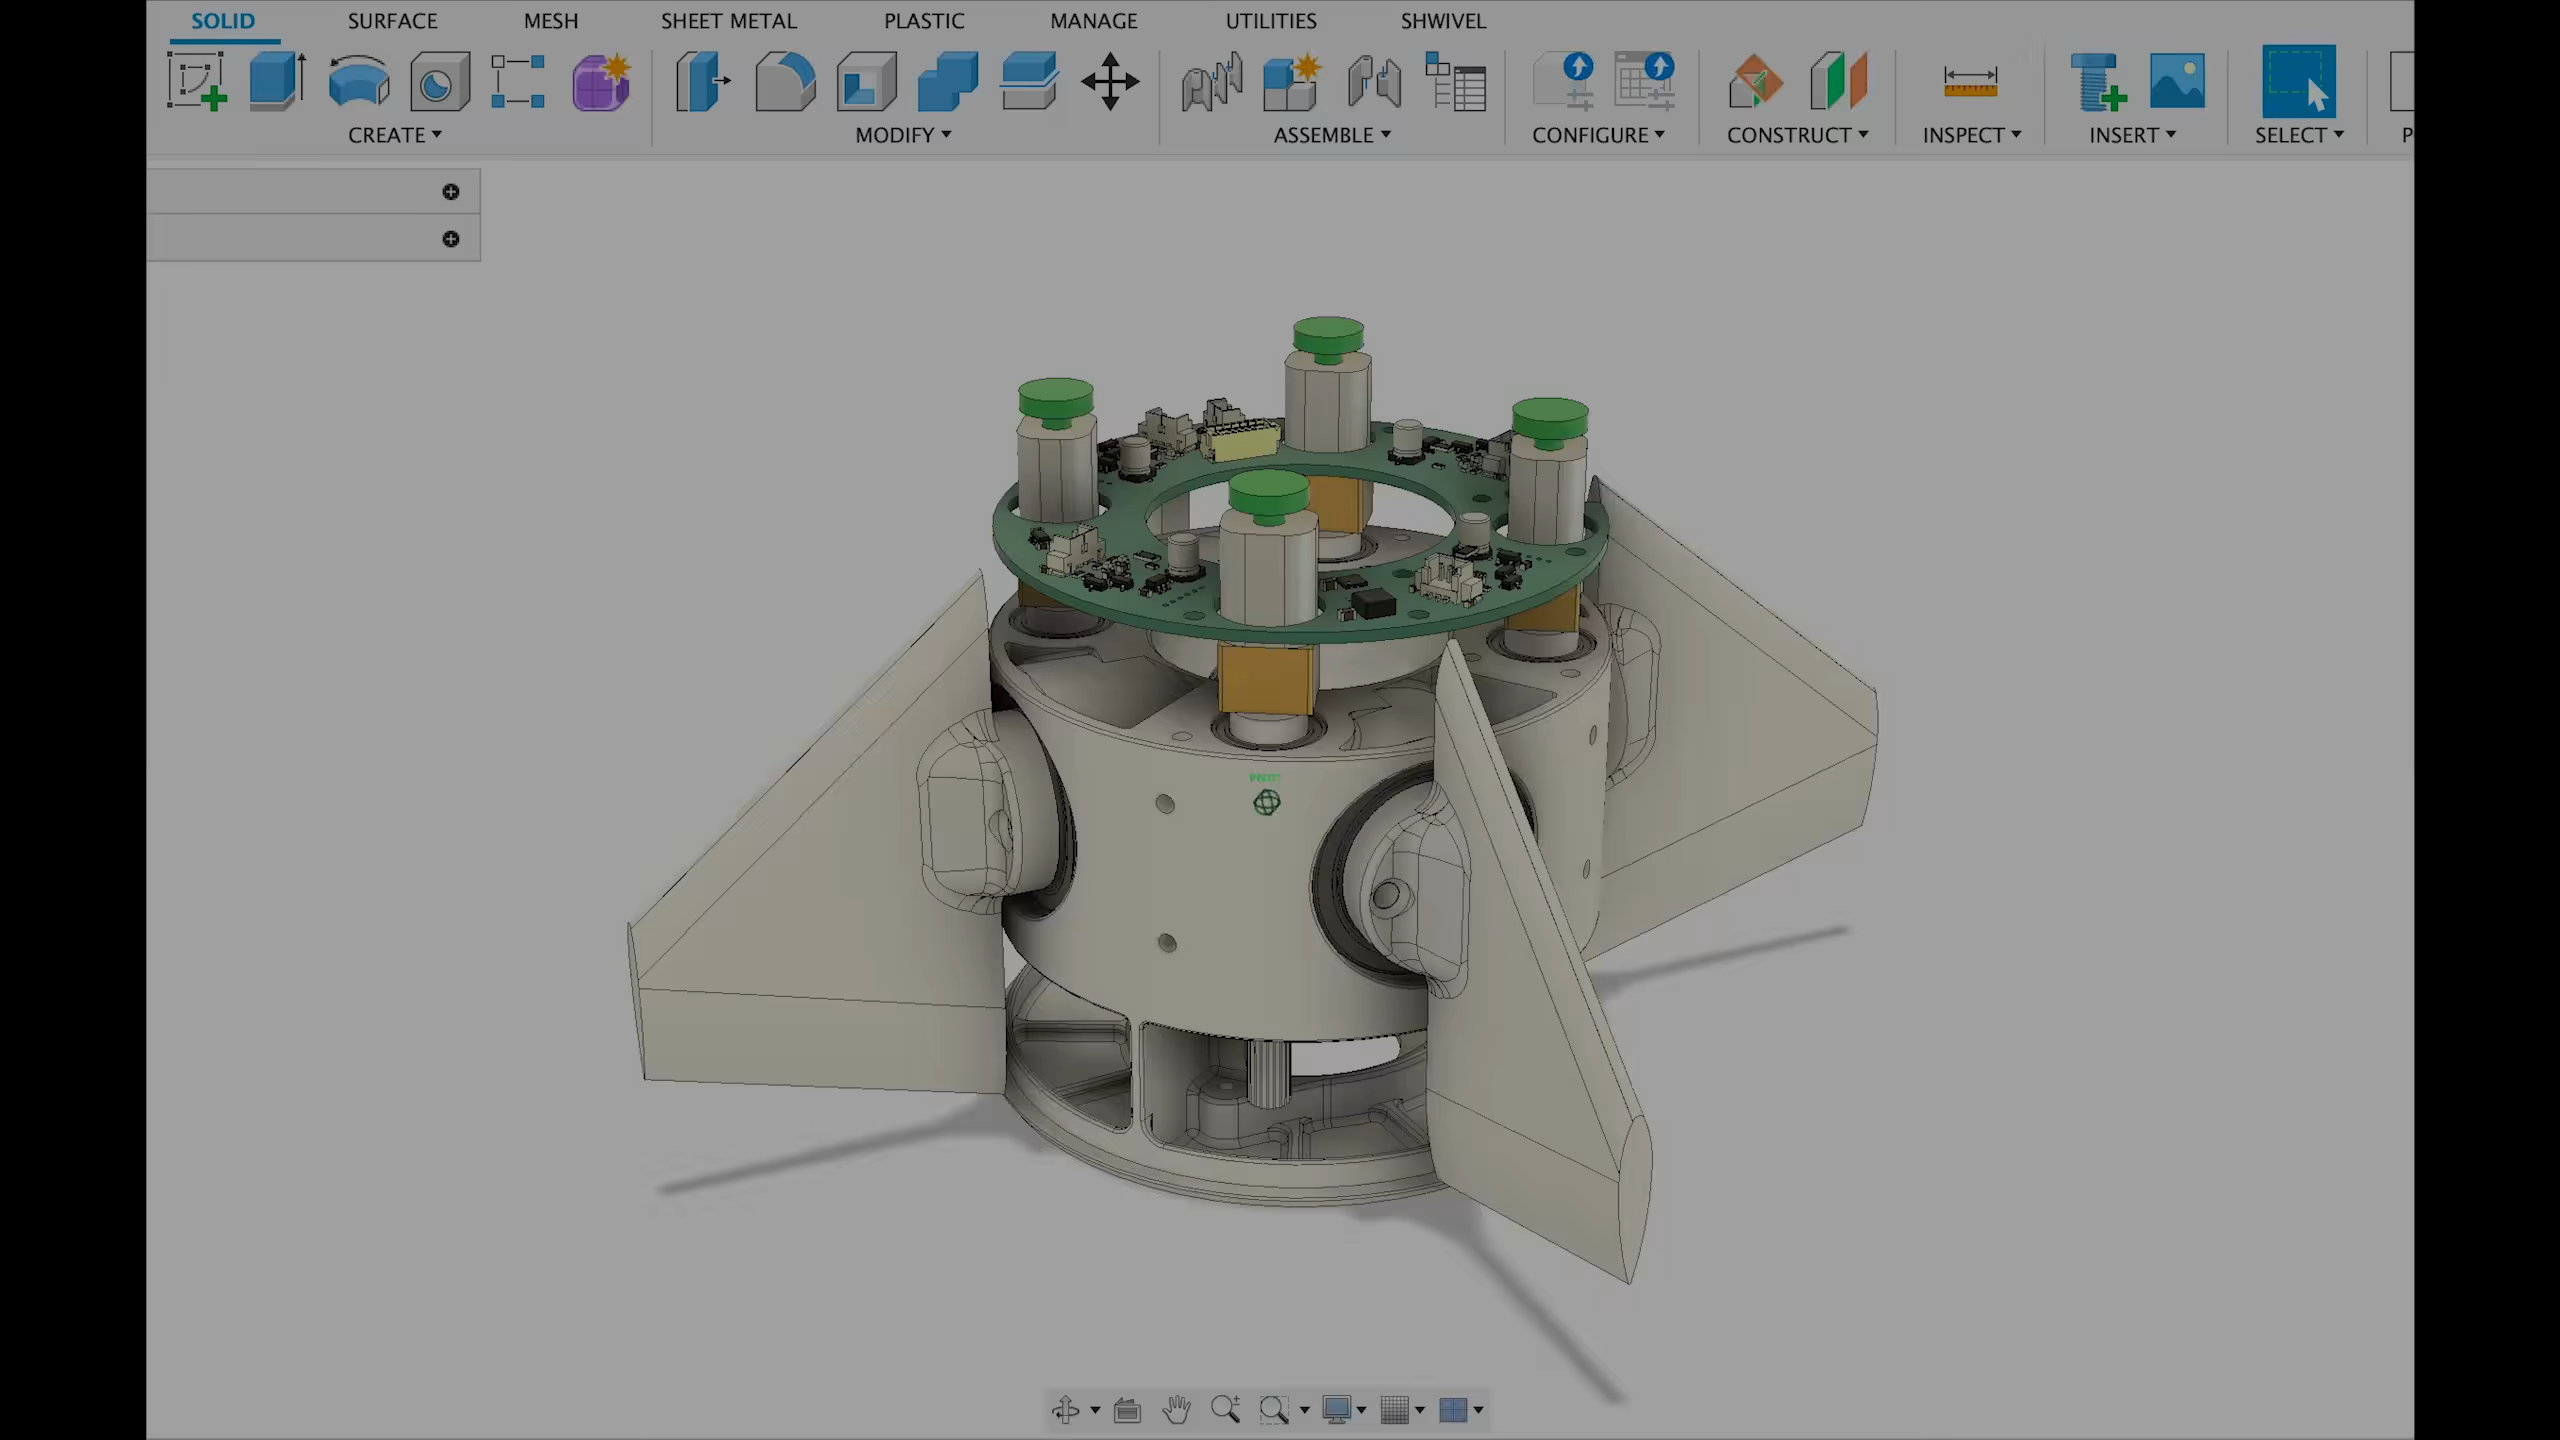 SOLID SURFACE MESH SHEET METAL PLASTIC MANAGE UTILITIES SHWIVEL
CREATE MODIFY ASSEMBLE CONFIGURE CONSTRUCT INSPECT INSERT SELECT